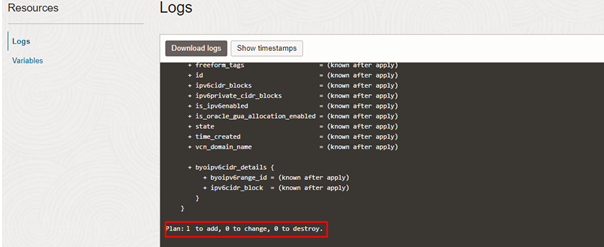 Resources
Logs
Variables
Logs
Download logs
Show timestamps
+ freeform_tags = (known after apply)
+ id = (known after apply)
+ ipv6cidr_blocks = (known after apply)
+ ipv6private_cidr_blocks = (known after apply)
+ is_ipv6enabled = (known after apply)
+ is_oracle_gua_allocation_enabled = (known after apply)
+ state = (known after apply)
+ time_created = (known after apply)
+ vcn_domain_name = (known after apply)
+ byoipv6cidr_details {
+ byoipv6range_id = (known after apply)
+ ipv6cidr_block = (known after apply)
}
}
Plan: 1 to add, 0 to change, 0 to destroy.